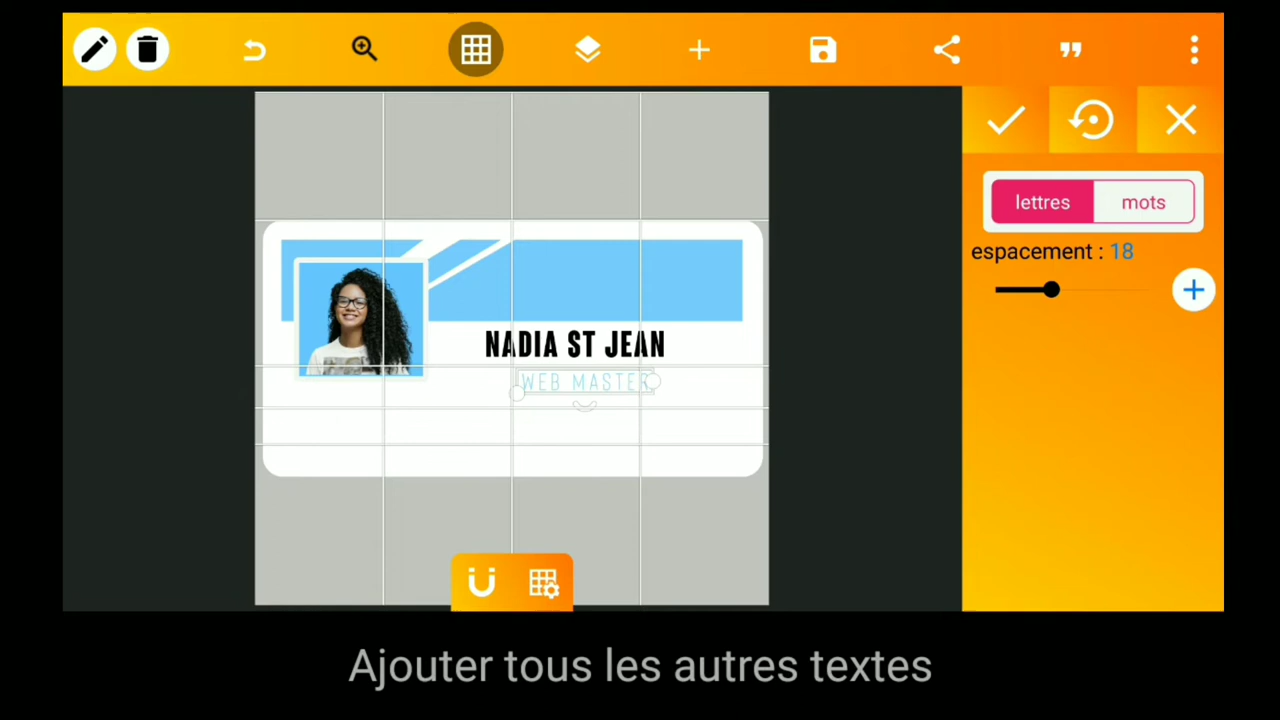 lettres mots
espacement : 18
NADIA ST JEAN
WEB MASTER
Ajouter tous les autres textes